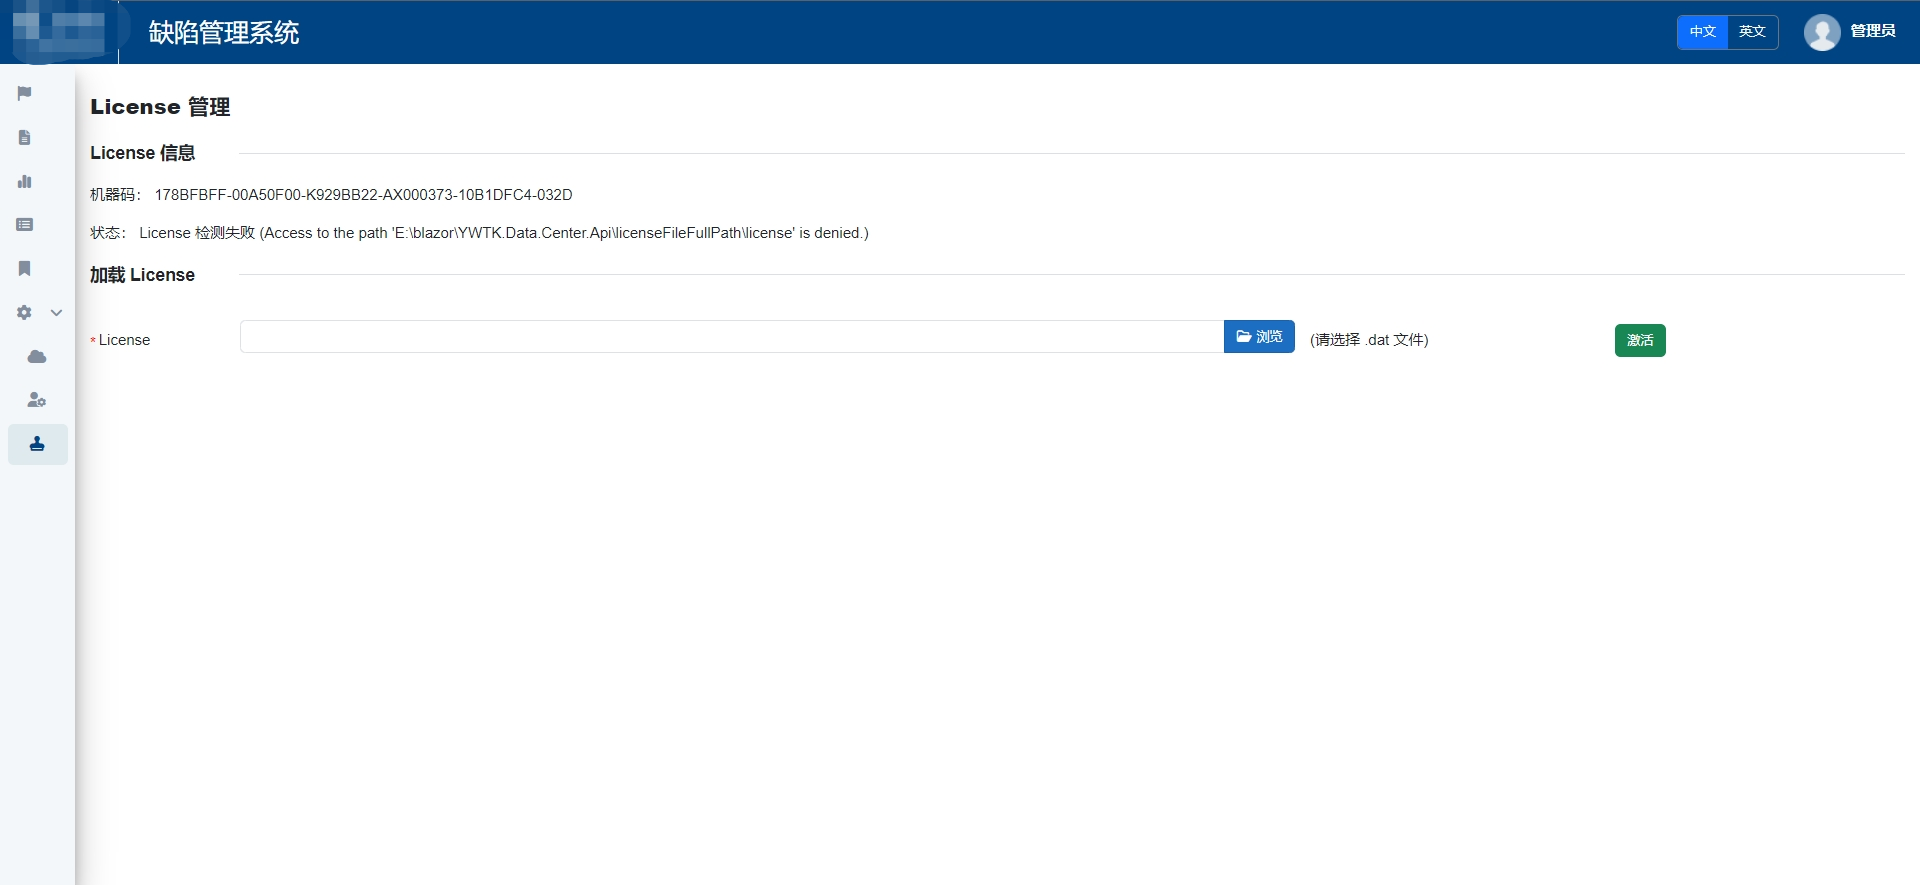 缺陷管理系统
中文 英文 管理员
License 管理
License 信息
机器码： 178BFBFF-00A50F00-K929BB22-AX000373-10B1DFC4-032D
状态： License 检测失败 (Access to the path 'E:\blazor\YWTK.Data.Center.Api\licenseFileFullPath\license' is denied.)
加载 License
* License 浏览 (请选择 .dat 文件) 激活